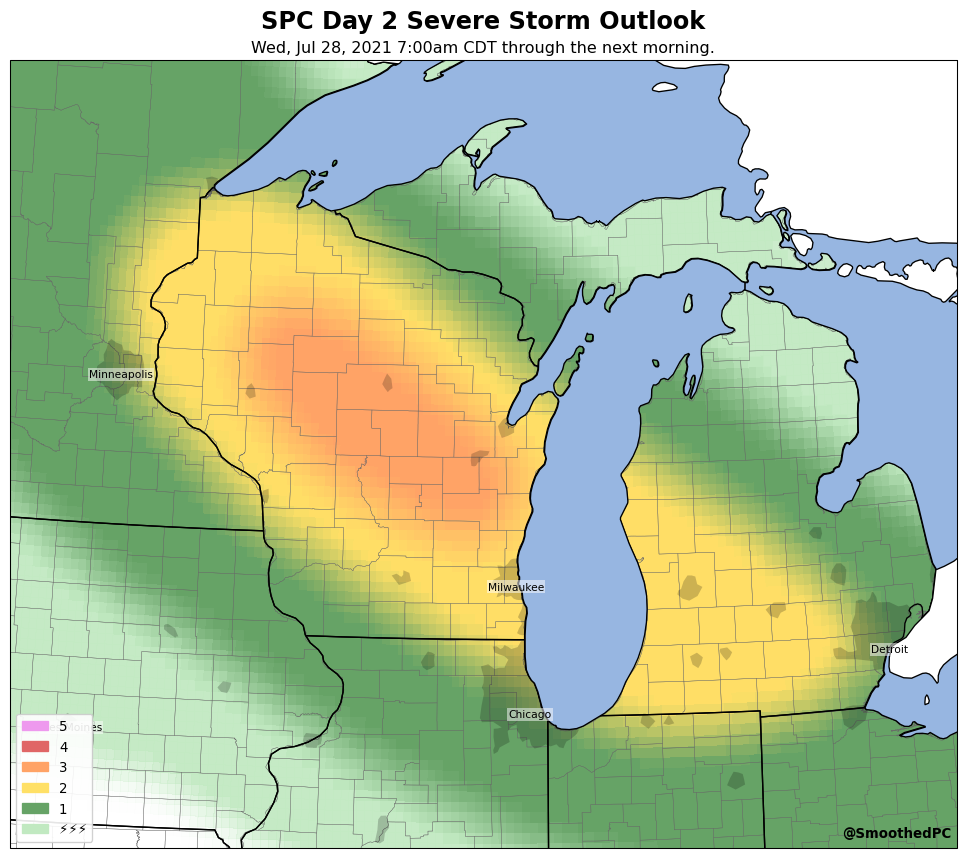 SPC Day 2 Severe Storm Outlook
Wed, Jul 28, 2021 7:00am CDT through the next morning.
Minneapolis
Milwaukee
Detroit
Chicago
Moines
5
4
3
2
1
⚡⚡⚡
@SmoothedPC